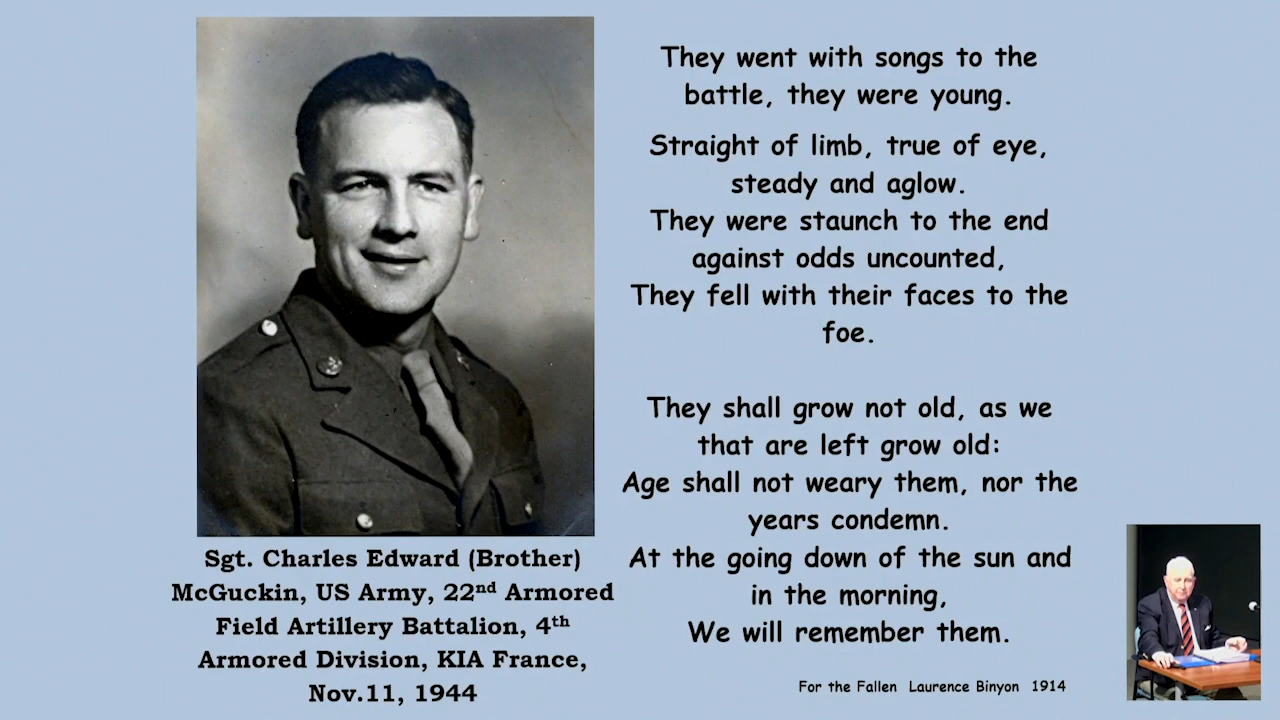 They went with songs to the
battle, they were young.
Straight of limb, true of eye,
steady and aglow.
They were staunch to the end
against odds uncounted,
They fell with their faces to the
foe.
They shall grow not old, as we
that are left grow old:
Age shall not weary them, nor the
years condemn.
At the going down of the sun and
in the morning,
We will remember them.
For the Fallen Laurence Binyon 1914
Sgt. Charles Edward (Brother)
McGuckin, US Army, 22nd Armored
Field Artillery Battalion, 4th
Armored Division, KIA France,
Nov.11, 1944